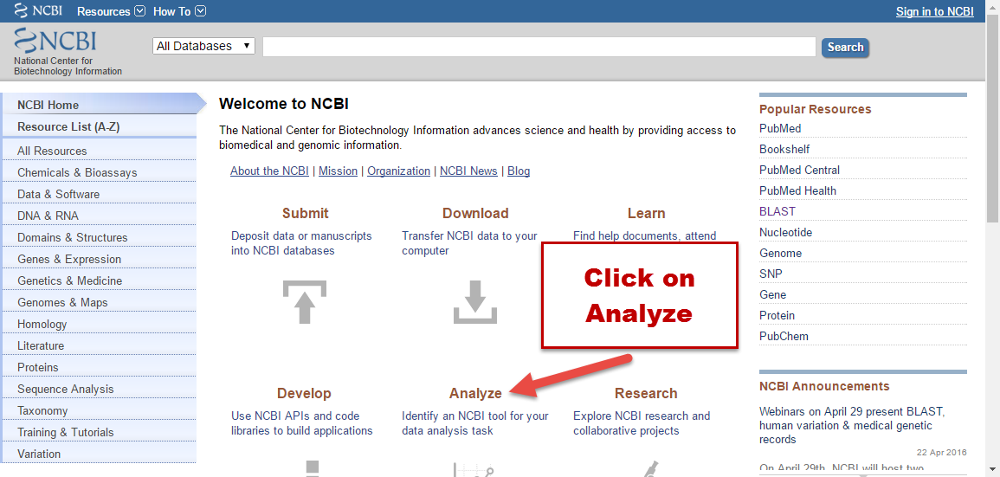 NCBI Resources How To Sign in to NCBI
NCBI
National Center for
Biotechnology Information
All Databases
Search
NCBI Home
Resource List (A-Z)
All Resources
Chemicals & Bioassays
Data & Software
DNA & RNA
Domains & Structures
Genes & Expression
Genetics & Medicine
Genomes & Maps
Homology
Literature
Proteins
Sequence Analysis
Taxonomy
Training & Tutorials
Variation
Welcome to NCBI
The National Center for Biotechnology Information advances science and health by providing access to
biomedical and genomic information.
About the NCBI | Mission | Organization | NCBI News | Blog
Submit
Deposit data or manuscripts
into NCBI databases
Download
Transfer NCBI data to your
computer
Learn
Find help documents, attend
Click on
Analyze
Develop
Use NCBI APIs and code
libraries to build applications
Analyze
Identify an NCBI tool for your
data analysis task
Research
Explore NCBI research and
collaborative projects
Popular Resources
PubMed
Bookshelf
PubMed Central
PubMed Health
BLAST
Nucleotide
Genome
SNP
Gene
Protein
PubChem
NCBI Announcements
Webinars on April 29 present BLAST,
human variation & medical genetic
records
22 Apr 2016
On April 29th, NCBI will host two